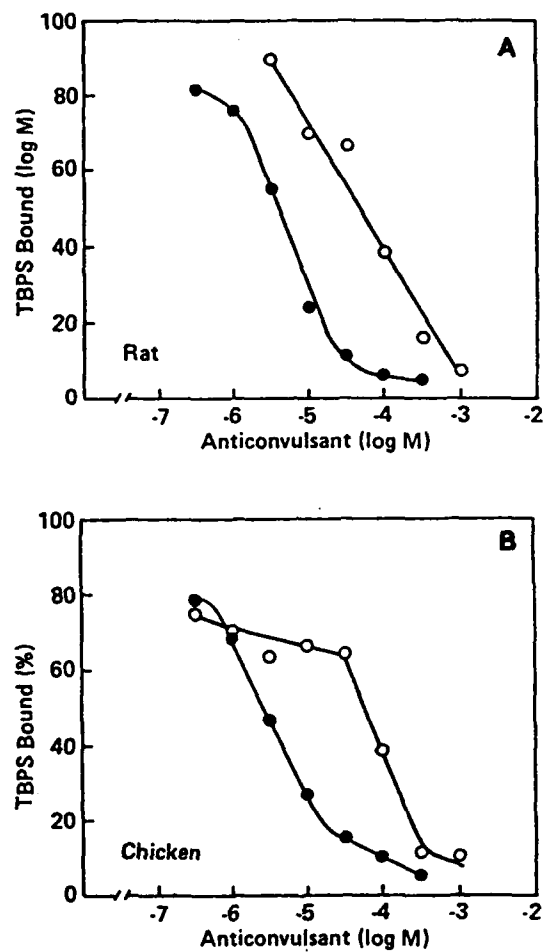 100
A
80
60
40
20
0
TBPS Bound (log M)
Rat
-7 -6 -5 -4 -3 -2
Anticonvulsant (log M)
100
B
80
60
40
20
0
TBPS Bound (%)
Chicken
-7 -6 -5 -4 -3 -2
Anticonvulsant (log M)